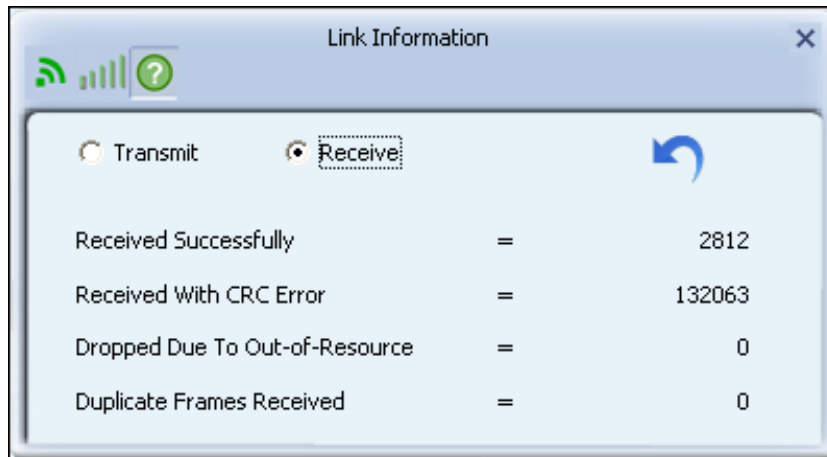 Link Information
Transmit Receive
Received Successfully = 2812
Received With CRC Error = 132063
Dropped Due To Out-of-Resource = 0
Duplicate Frames Received = 0